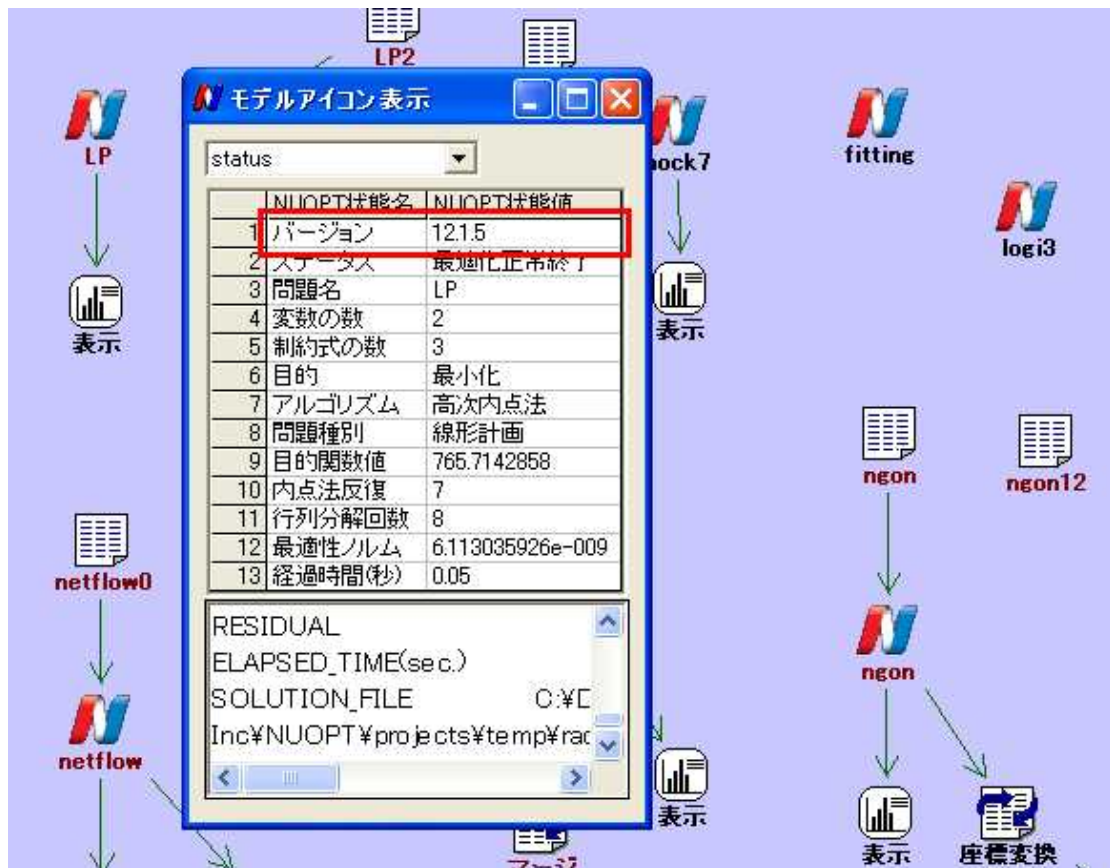 LP2
モデルアイコン表示
LP
status
fitting
logi3
NUOPT状態名 NUOPT状態値
1 バージョン 12.1.5
2 ステータス 最適化正常終了
3 問題名 LP
4 変数の数 2
5 制約式の数 3
6 目的 最小化
7 アルゴリズム 高次内点法
8 問題種別 線形計画
9 目的関数値 765.7142858
10 内点法反復 7
11 行列分解回数 8
12 最適性ノルム 6.113035926e-009
13 経過時間(秒) 0.05
表示
表示
ngon
ngon12
netflow0
RESIDUAL
ELAPSED_TIME(sec.)
SOLUTION_FILE C:¥D
Inc¥NUOPT¥projects¥temp¥rac
ngon
netflow
表示
表示
座標変換
マージ